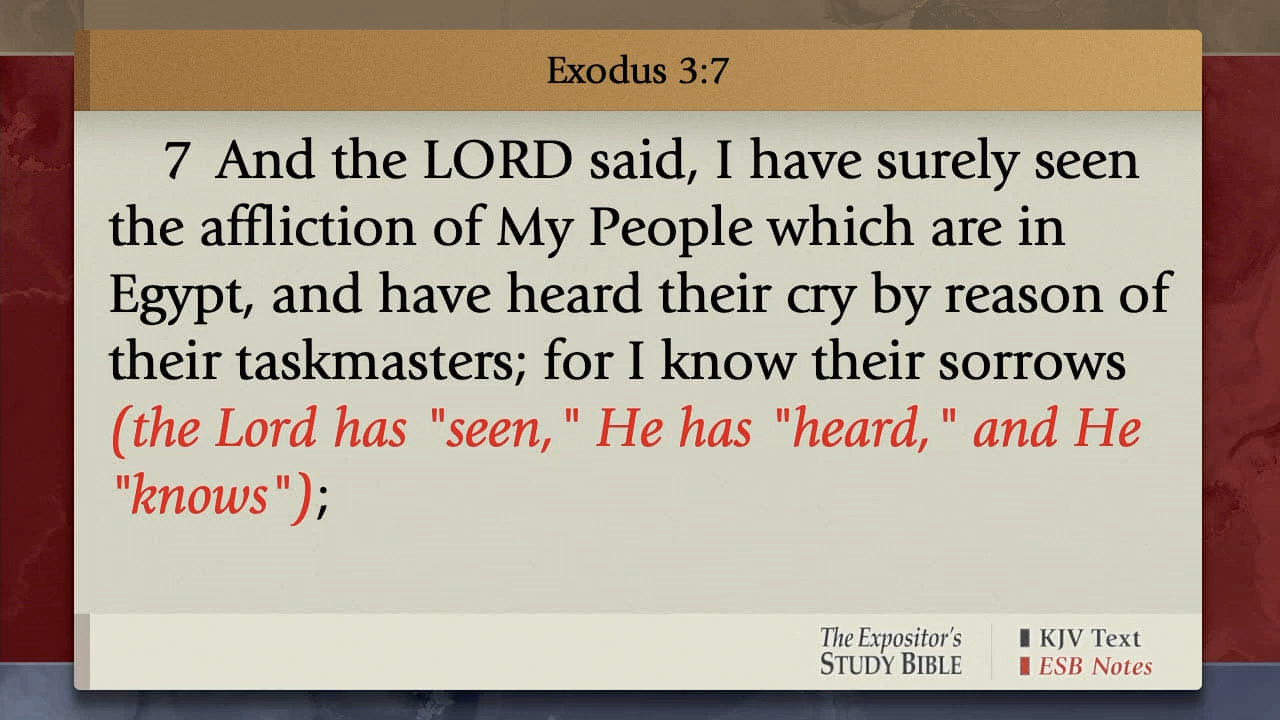 Exodus 3:7
7 And the LORD said, I have surely seen
the affliction of My People which are in
Egypt, and have heard their cry by reason of
their taskmasters; for I know their sorrows
(the Lord has "seen," He has "heard," and He
"knows");
The Expositor's
STUDY BIBLE
KJV Text
ESB Notes